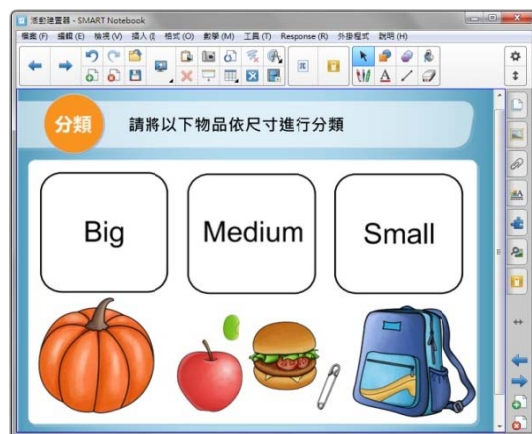 活動建置器 - SMART Notebook
檔案 (F) 編輯 (E) 檢視 (V) 插入 (I) 格式 (O) 數學 (M) 工具 (T) Response (R) 外掛程式 說明 (H)
分類 請將以下物品依尺寸進行分類
Big Medium Small